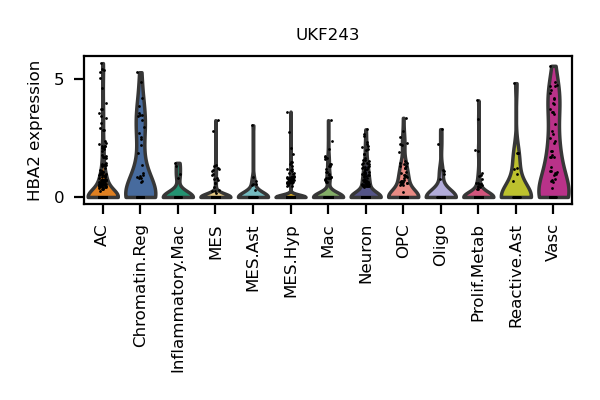 UKF243
HBA2 expression
5
0
AC
Chromatin.Reg
Inflammatory.Mac
MES
MES.Ast
MES.Hyp
Mac
Neuron
OPC
Oligo
Prolif.Metab
Reactive.Ast
Vasc